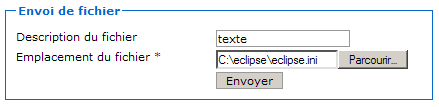 Envoi de fichier
Description du fichier texte
Emplacement du fichier * C:\eclipse\eclipse.ini Parcourir...
Envoyer